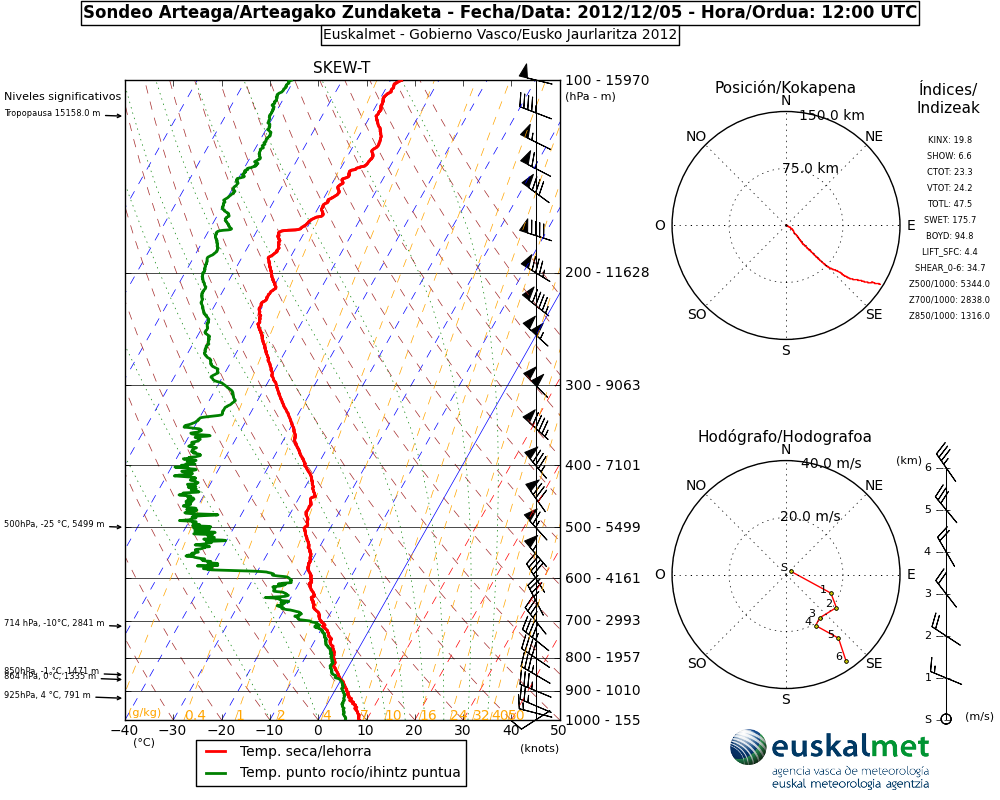 Sondeo Arteaga/Arteagako Zundaketa - Fecha/Data: 2012/12/05 - Hora/Ordua: 12:00 UTC
Euskalmet - Gobierno Vasco/Eusko Jaurlaritza 2012
SKEW-T
Niveles significativos
Tropopausa 15158.0 m
500hPa, -25 °C, 5499 m
714 hPa, -10°C, 2841 m
850hPa, -1 °C, 1471 m
864 hPa, 0°C, 1335 m
925hPa, 4 °C, 791 m
100 - 15970
(hPa - m)
200 - 11628
300 - 9063
400 - 7101
500 - 5499
600 - 4161
700 - 2993
800 - 1957
900 - 1010
1000 - 155
(g/kg) 0.4 1 2 4 7 10 16 24 32 40 50
−40 −30 −20 −10 0 10 20 30 40 50
(°C)
(knots)
Temp. seca/lehorra
Temp. punto rocío/ihintz puntua
Posición/Kokapena
N
150.0 km
NO
NE
75.0 km
O
E
SO
SE
S
Índices/
Indizeak
KINX: 19.8
SHOW: 6.6
CTOT: 23.3
VTOT: 24.2
TOTL: 47.5
SWET: 175.7
BOYD: 94.8
LIFT_SFC: 4.4
SHEAR_0-6: 34.7
Z500/1000: 5344.0
Z700/1000: 2838.0
Z850/1000: 1316.0
Hodógrafo/Hodografoa
N
40.0 m/s
NO
NE
20.0 m/s
O
E
S
1
2
3
4
5
6
SO
SE
S
(km)
6
5
4
3
2
1
S
(m/s)
euskalmet
agencia vasca de meteorología
euskal meteorologia agentzia